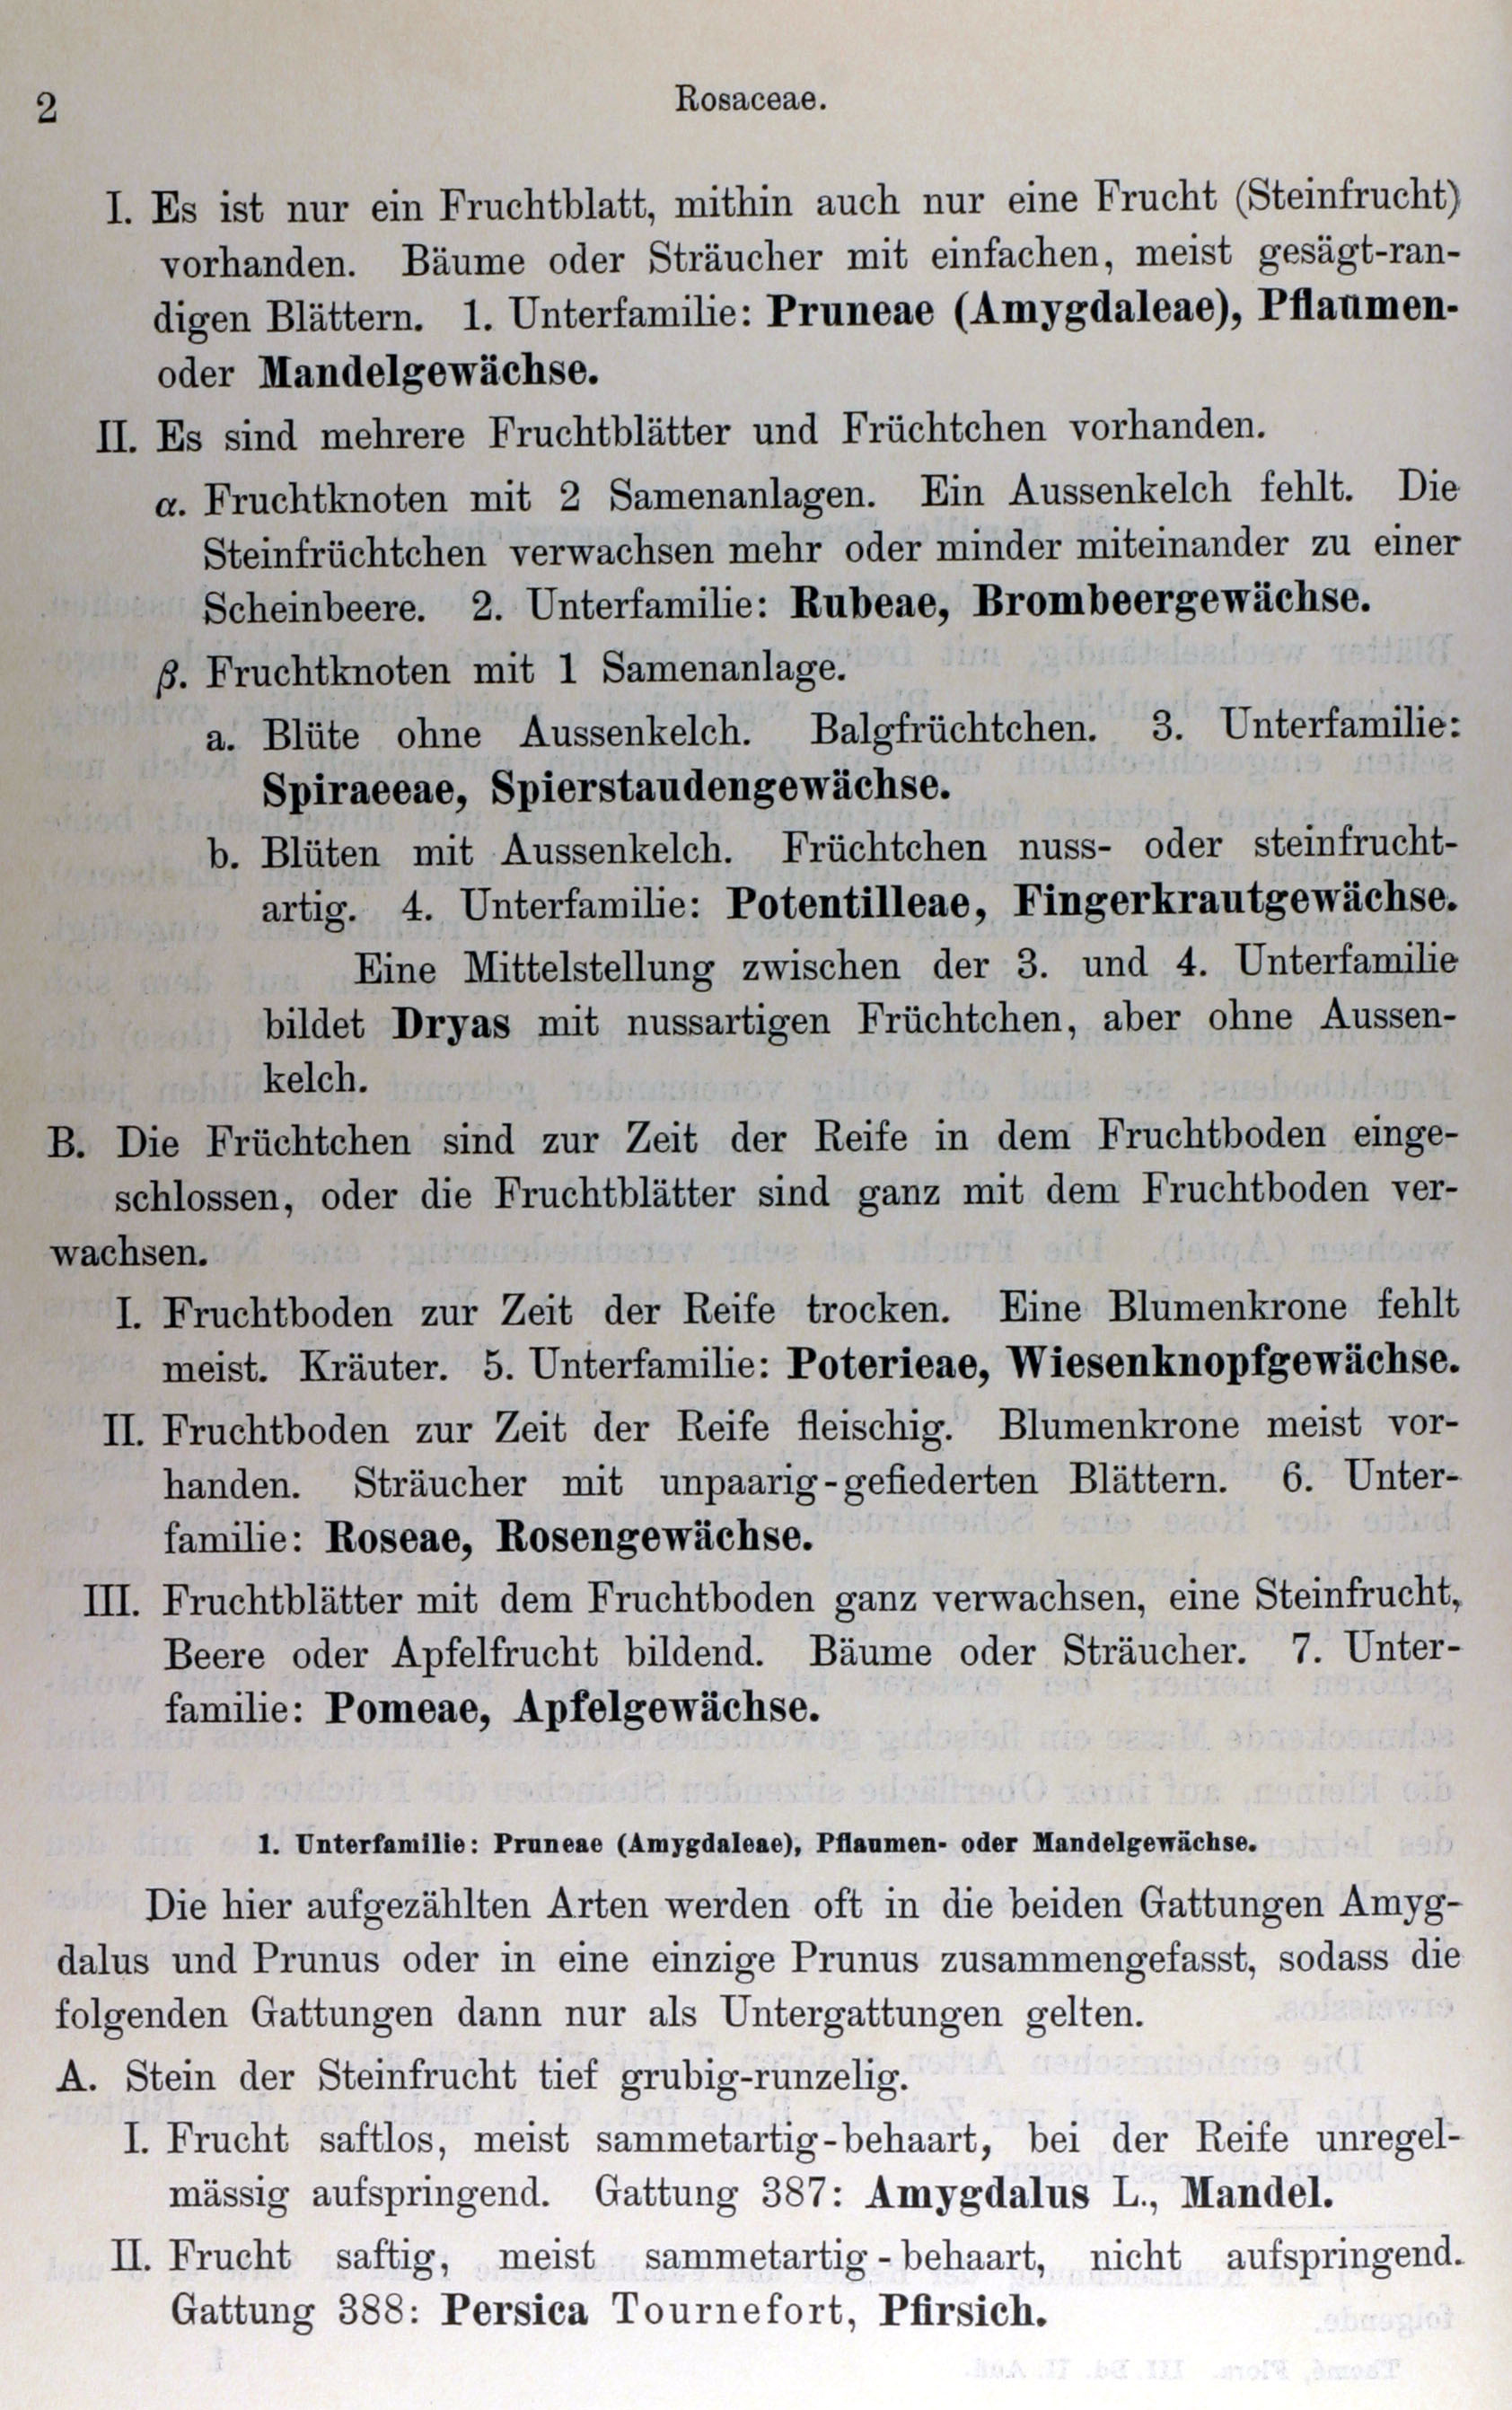 2
Rosaceae.
I. Es ist nur ein Fruchtblatt, mithin auch nur eine Frucht (Steinfrucht)
vorhanden. Bäume oder Sträucher mit einfachen, meist gesägt-ran-
digen Blättern. 1. Unterfamilie: Pruneae (Amygdaleae), Pflaumen-
oder Mandelgewächse.
II. Es sind mehrere Fruchtblätter und Früchtchen vorhanden.
α. Fruchtknoten mit 2 Samenanlagen. Ein Aussenkelch fehlt. Die
Steinfrüchtchen verwachsen mehr oder minder miteinander zu einer
Scheinbeere. 2. Unterfamilie: Rubeae, Brombeergewächse.
β. Fruchtknoten mit 1 Samenanlage.
a. Blüte ohne Aussenkelch. Balgfrüchtchen. 3. Unterfamilie:
Spiraeeae, Spierstaudengewächse.
b. Blüten mit Aussenkelch. Früchtchen nuss- oder steinfrucht-
artig. 4. Unterfamilie: Potentilleae, Fingerkrautgewächse.
Eine Mittelstellung zwischen der 3. und 4. Unterfamilie
bildet Dryas mit nussartigen Früchtchen, aber ohne Aussen-
kelch.
B. Die Früchtchen sind zur Zeit der Reife in dem Fruchtboden einge-
schlossen, oder die Fruchtblätter sind ganz mit dem Fruchtboden ver-
wachsen.
I. Fruchtboden zur Zeit der Reife trocken. Eine Blumenkrone fehlt
meist. Kräuter. 5. Unterfamilie: Poterieae, Wiesenknopfgewächse.
II. Fruchtboden zur Zeit der Reife fleischig. Blumenkrone meist vor-
handen. Sträucher mit unpaarig-gefiederten Blättern. 6. Unter-
familie: Roseae, Rosengewächse.
III. Fruchtblätter mit dem Fruchtboden ganz verwachsen, eine Steinfrucht,
Beere oder Apfelfrucht bildend. Bäume oder Sträucher. 7. Unter-
familie: Pomeae, Apfelgewächse.
1. Unterfamilie: Pruneae (Amygdaleae), Pflaumen- oder Mandelgewächse.
Die hier aufgezählten Arten werden oft in die beiden Gattungen Amyg-
dalus und Prunus oder in eine einzige Prunus zusammengefasst, sodass die
folgenden Gattungen dann nur als Untergattungen gelten.
A. Stein der Steinfrucht tief grubig-runzelig.
I. Frucht saftlos, meist sammetartig-behaart, bei der Reife unregel-
mässig aufspringend. Gattung 387: Amygdalus L., Mandel.
II. Frucht saftig, meist sammetartig-behaart, nicht aufspringend.
Gattung 388: Persica Tournefort, Pfirsich.